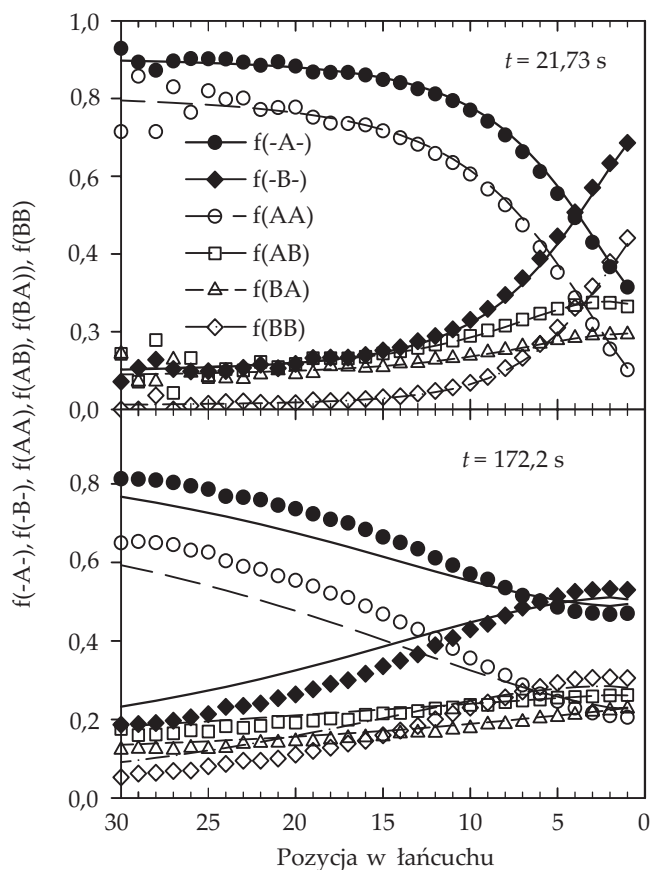 1,0
t = 21,73 s
0,8
f(-A-)
0,6
f(-B-)
f(AA)
0,4
f(AB)
f(BA)
0,3
f(BB)
0,0
f(-A-), f(-B-), f(AA), f(AB), f(BA)), f(BB)
t = 172,2 s
0,8
0,6
0,4
0,2
0,0
30 25 20 15 10 5 0
Pozycja w łańcuchu